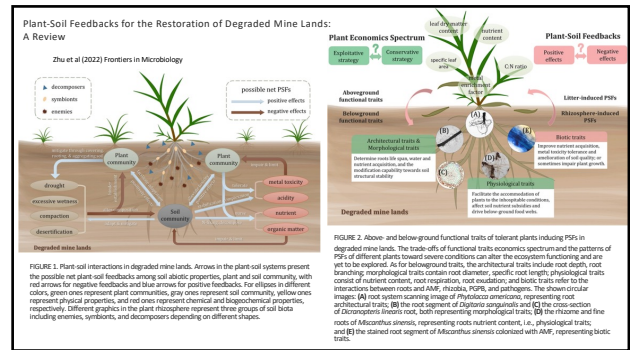 Plant-Soil Feedbacks for the Restoration of Degraded Mine Lands:
A Review
Zhu et al (2022) Frontiers in Microbiology
decomposers
symbionts
enemies
possible net PSFs
positive effects
negative effects
Plant
community
Plant
community
drought
excessive wetness
compaction
desertification
Soil
community
metal toxicity
acidity
nutrient
organic matter
Degraded mine lands
FIGURE 1. Plant-soil interactions in degraded mine lands. Arrows in the plant-soil systems present
the possible net plant-soil feedbacks among soil abiotic properties, plant and soil community, with
red arrows for negative feedbacks and blue arrows for positive feedbacks. For ellipses in different
colors, green ones represent plant communities, gray ones represent soil community, yellow ones
represent physical properties, and red ones represent chemical and biogeochemical properties,
respectively. Different graphics in the plant rhizosphere represent three groups of soil biota
including enemies, symbionts, and decomposers depending on different shapes.
Plant Economics Spectrum
Exploitative
strategy
?
Conservative
strategy
leaf dry matter
content
nutrient
content
specific leaf
area
C:N ratio
metal
enrichment
factor
Plant-Soil Feedbacks
Positive
effects
?
Negative
effects
Aboveground
functional traits
Belowground
functional traits
Litter-induced PSFs
Rhizosphere-induced
PSFs
(A)
(B)
(E)
(C)
(D)
Architectural traits &
Morphological traits
Determine roots life span, water and
nutrient acquisition, and the
modification capability towards soil
structural stability
Biotic traits
Improve nutrient acquisition,
metal toxicity tolerance and
amelioration of soil quality; or
sometimes impair plant growth.
Physiological traits
Facilitate the accommodation of
plants to the inhospitable conditions,
affect soil nutrient subsidies and
drive below-ground food webs.
Degraded mine lands
FIGURE 2. Above- and below-ground functional traits of tolerant plants inducing PSFs in
degraded mine lands. The trade-offs of functional traits economics spectrum and the patterns of
PSFs of different plants toward severe conditions can alter the ecosystem functioning and are
yet to be explored. As for belowground traits, the architectural traits include root depth, root
branching; morphological traits contain root diameter, specific root length; physiological traits
consist of nutrient content, root respiration, root exudation; and biotic traits refer to the
interactions between roots and AMF, rhizobia, PGPB, and pathogens. The shown circular
images: (A) root system scanning image of Phytolacca americana, representing roots
architectural traits; (B) the root segment of Digitaria sanguinalis and (C) the cross-section
of Dicranopteris linearis root, both representing morphological traits; (D) the rhizome and fine
roots of Miscanthus sinensis, representing roots nutrient content, i.e., physiological traits;
and (E) the stained root segment of Miscanthus sinensis colonized with AMF, representing biotic
traits.